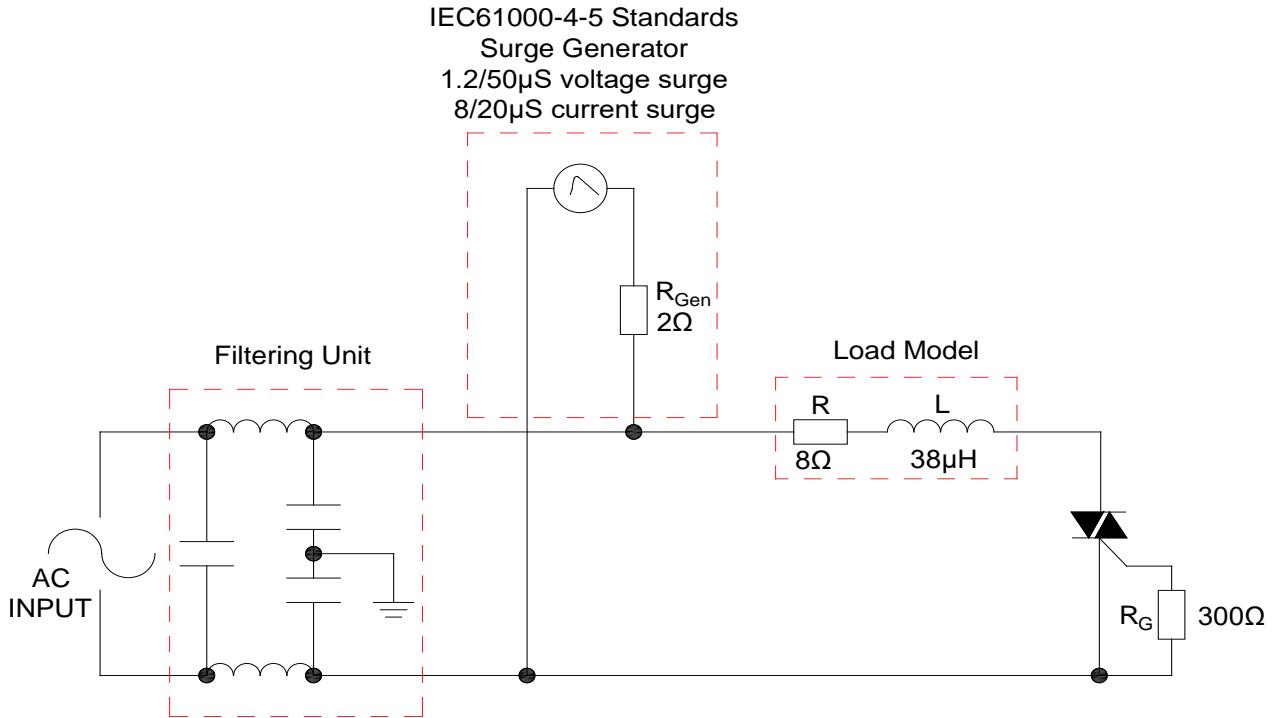 IEC61000-4-5 Standards
Surge Generator
1.2/50µS voltage surge
8/20µS current surge
RGen
2Ω
Filtering Unit
Load Model
R
L
8Ω
38µH
AC
INPUT
RG
300Ω